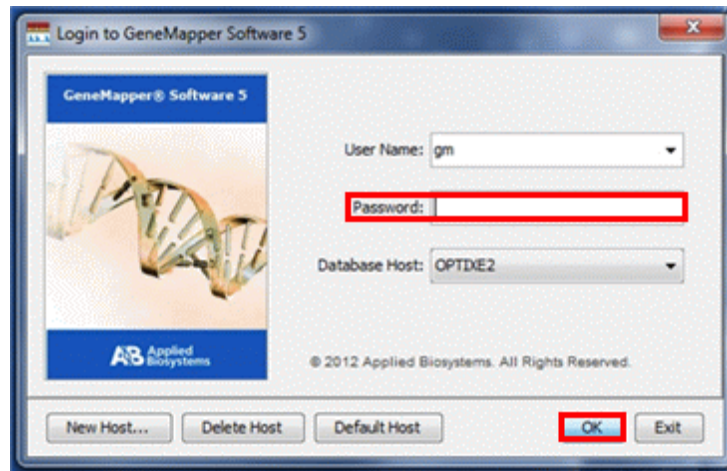 Login to GeneMapper Software 5
GeneMapper® Software 5
User Name: gm
Password:
Database Host: OPTIXE2
AB Applied Biosystems
© 2012 Applied Biosystems. All Rights Reserved.
New Host... Delete Host Default Host OK Exit